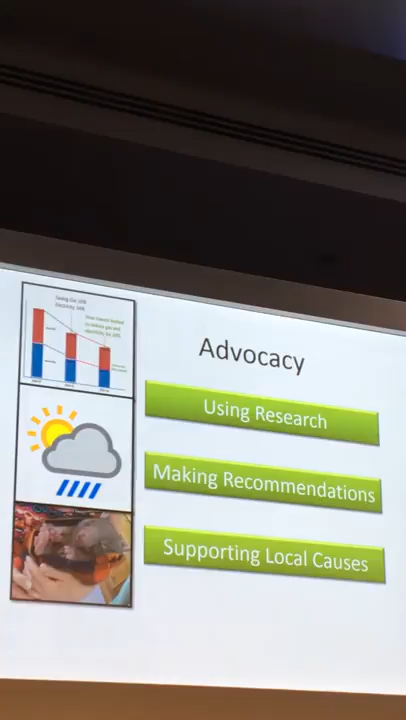 Advocacy
Using Research
Making Recommendations
Supporting Local Causes